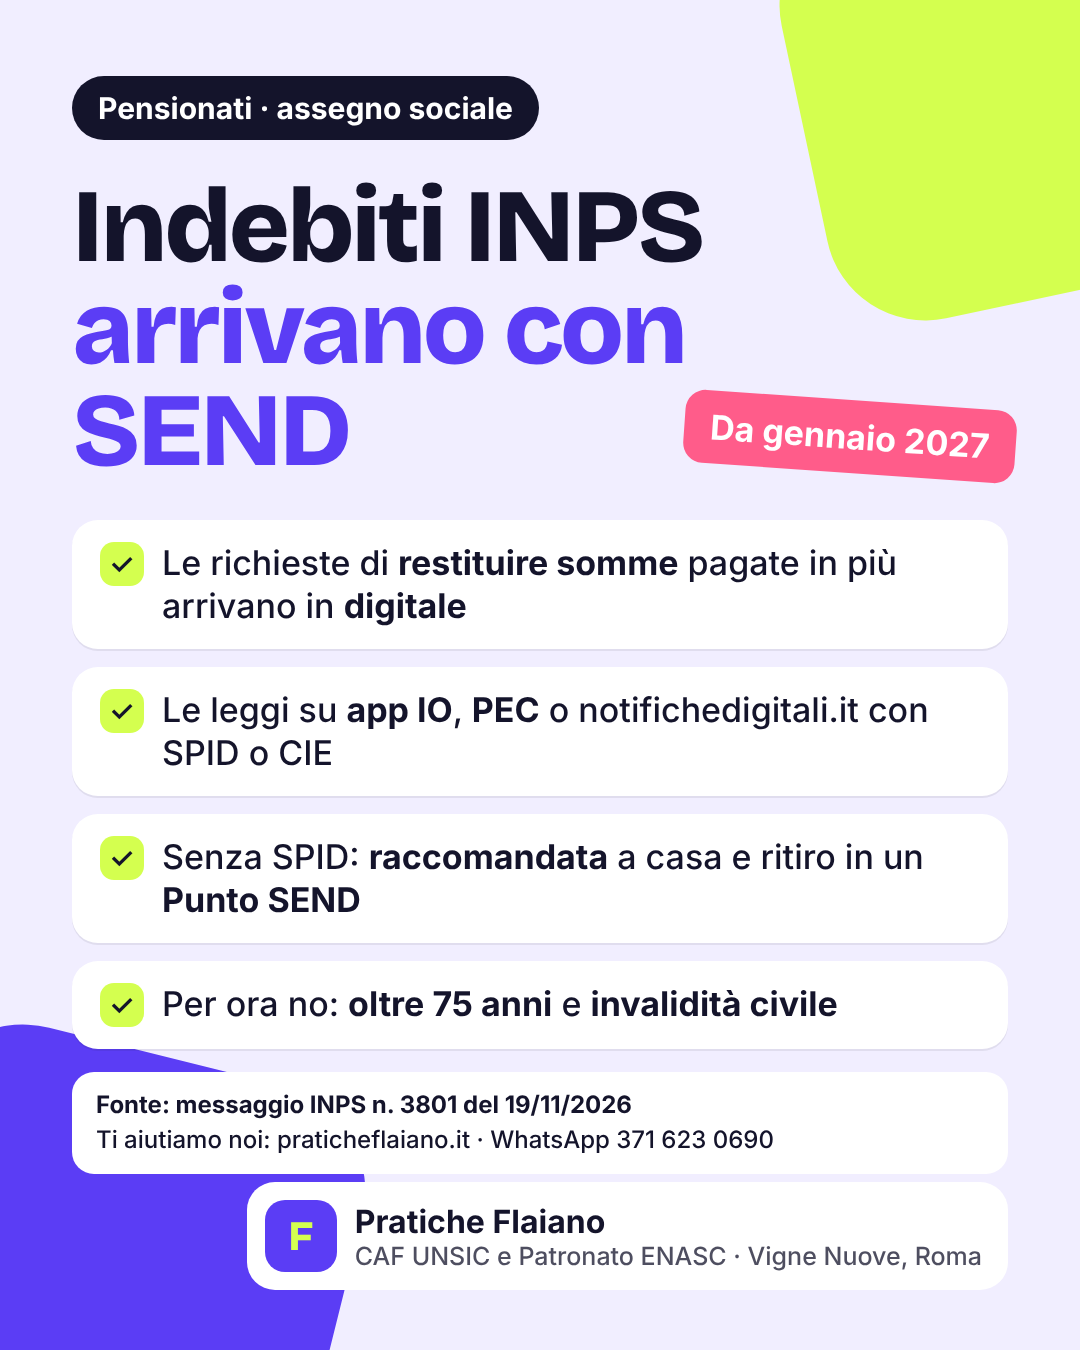 Pensionati · assegno sociale
Indebiti INPS
arrivano con
SEND
Da gennaio 2027
Le richieste di restituire somme pagate in più
arrivano in digitale
Le leggi su app IO, PEC o notifichedigitali.it con
SPID o CIE
Senza SPID: raccomandata a casa e ritiro in un
Punto SEND
Per ora no: oltre 75 anni e invalidità civile
Fonte: messaggio INPS n. 3801 del 19/11/2026
Ti aiutiamo noi: praticheflaiano.it · WhatsApp 371 623 0690
F
Pratiche Flaiano
CAF UNSIC e Patronato ENASC · Vigne Nuove, Roma